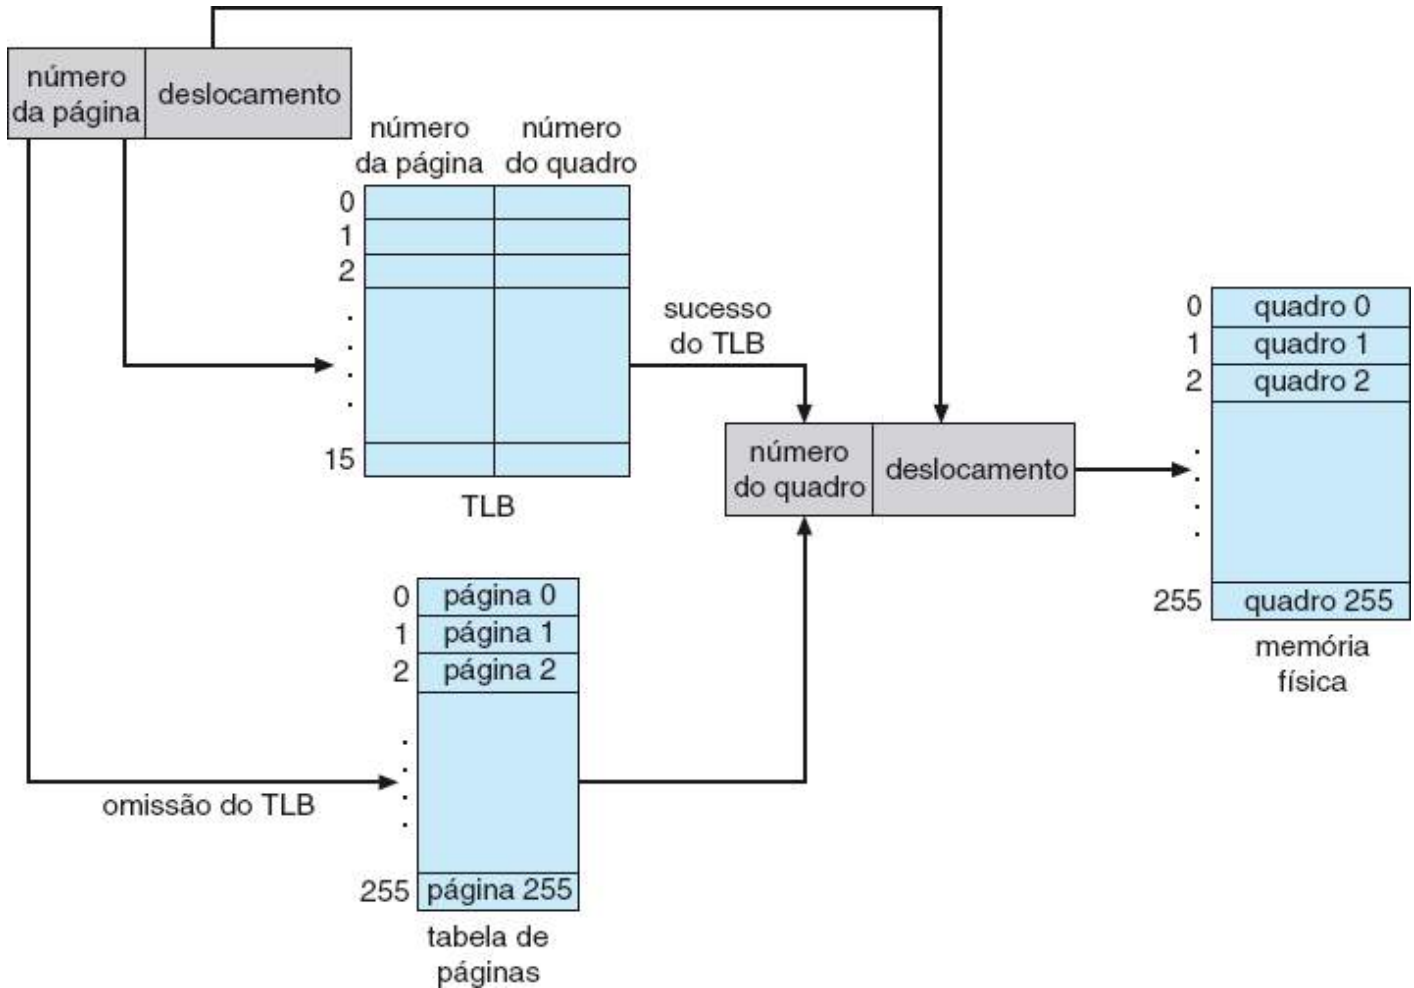 número
da página
deslocamento
número
da página
número
do quadro
0
1
2
.
.
.
.
15
TLB
sucesso
do TLB
número
do quadro
deslocamento
0
quadro 0
1
quadro 1
2
quadro 2
.
.
.
.
255
quadro 255
memória
física
omissão do TLB
0
página 0
1
página 1
2
página 2
.
.
.
.
255
página 255
tabela de
páginas